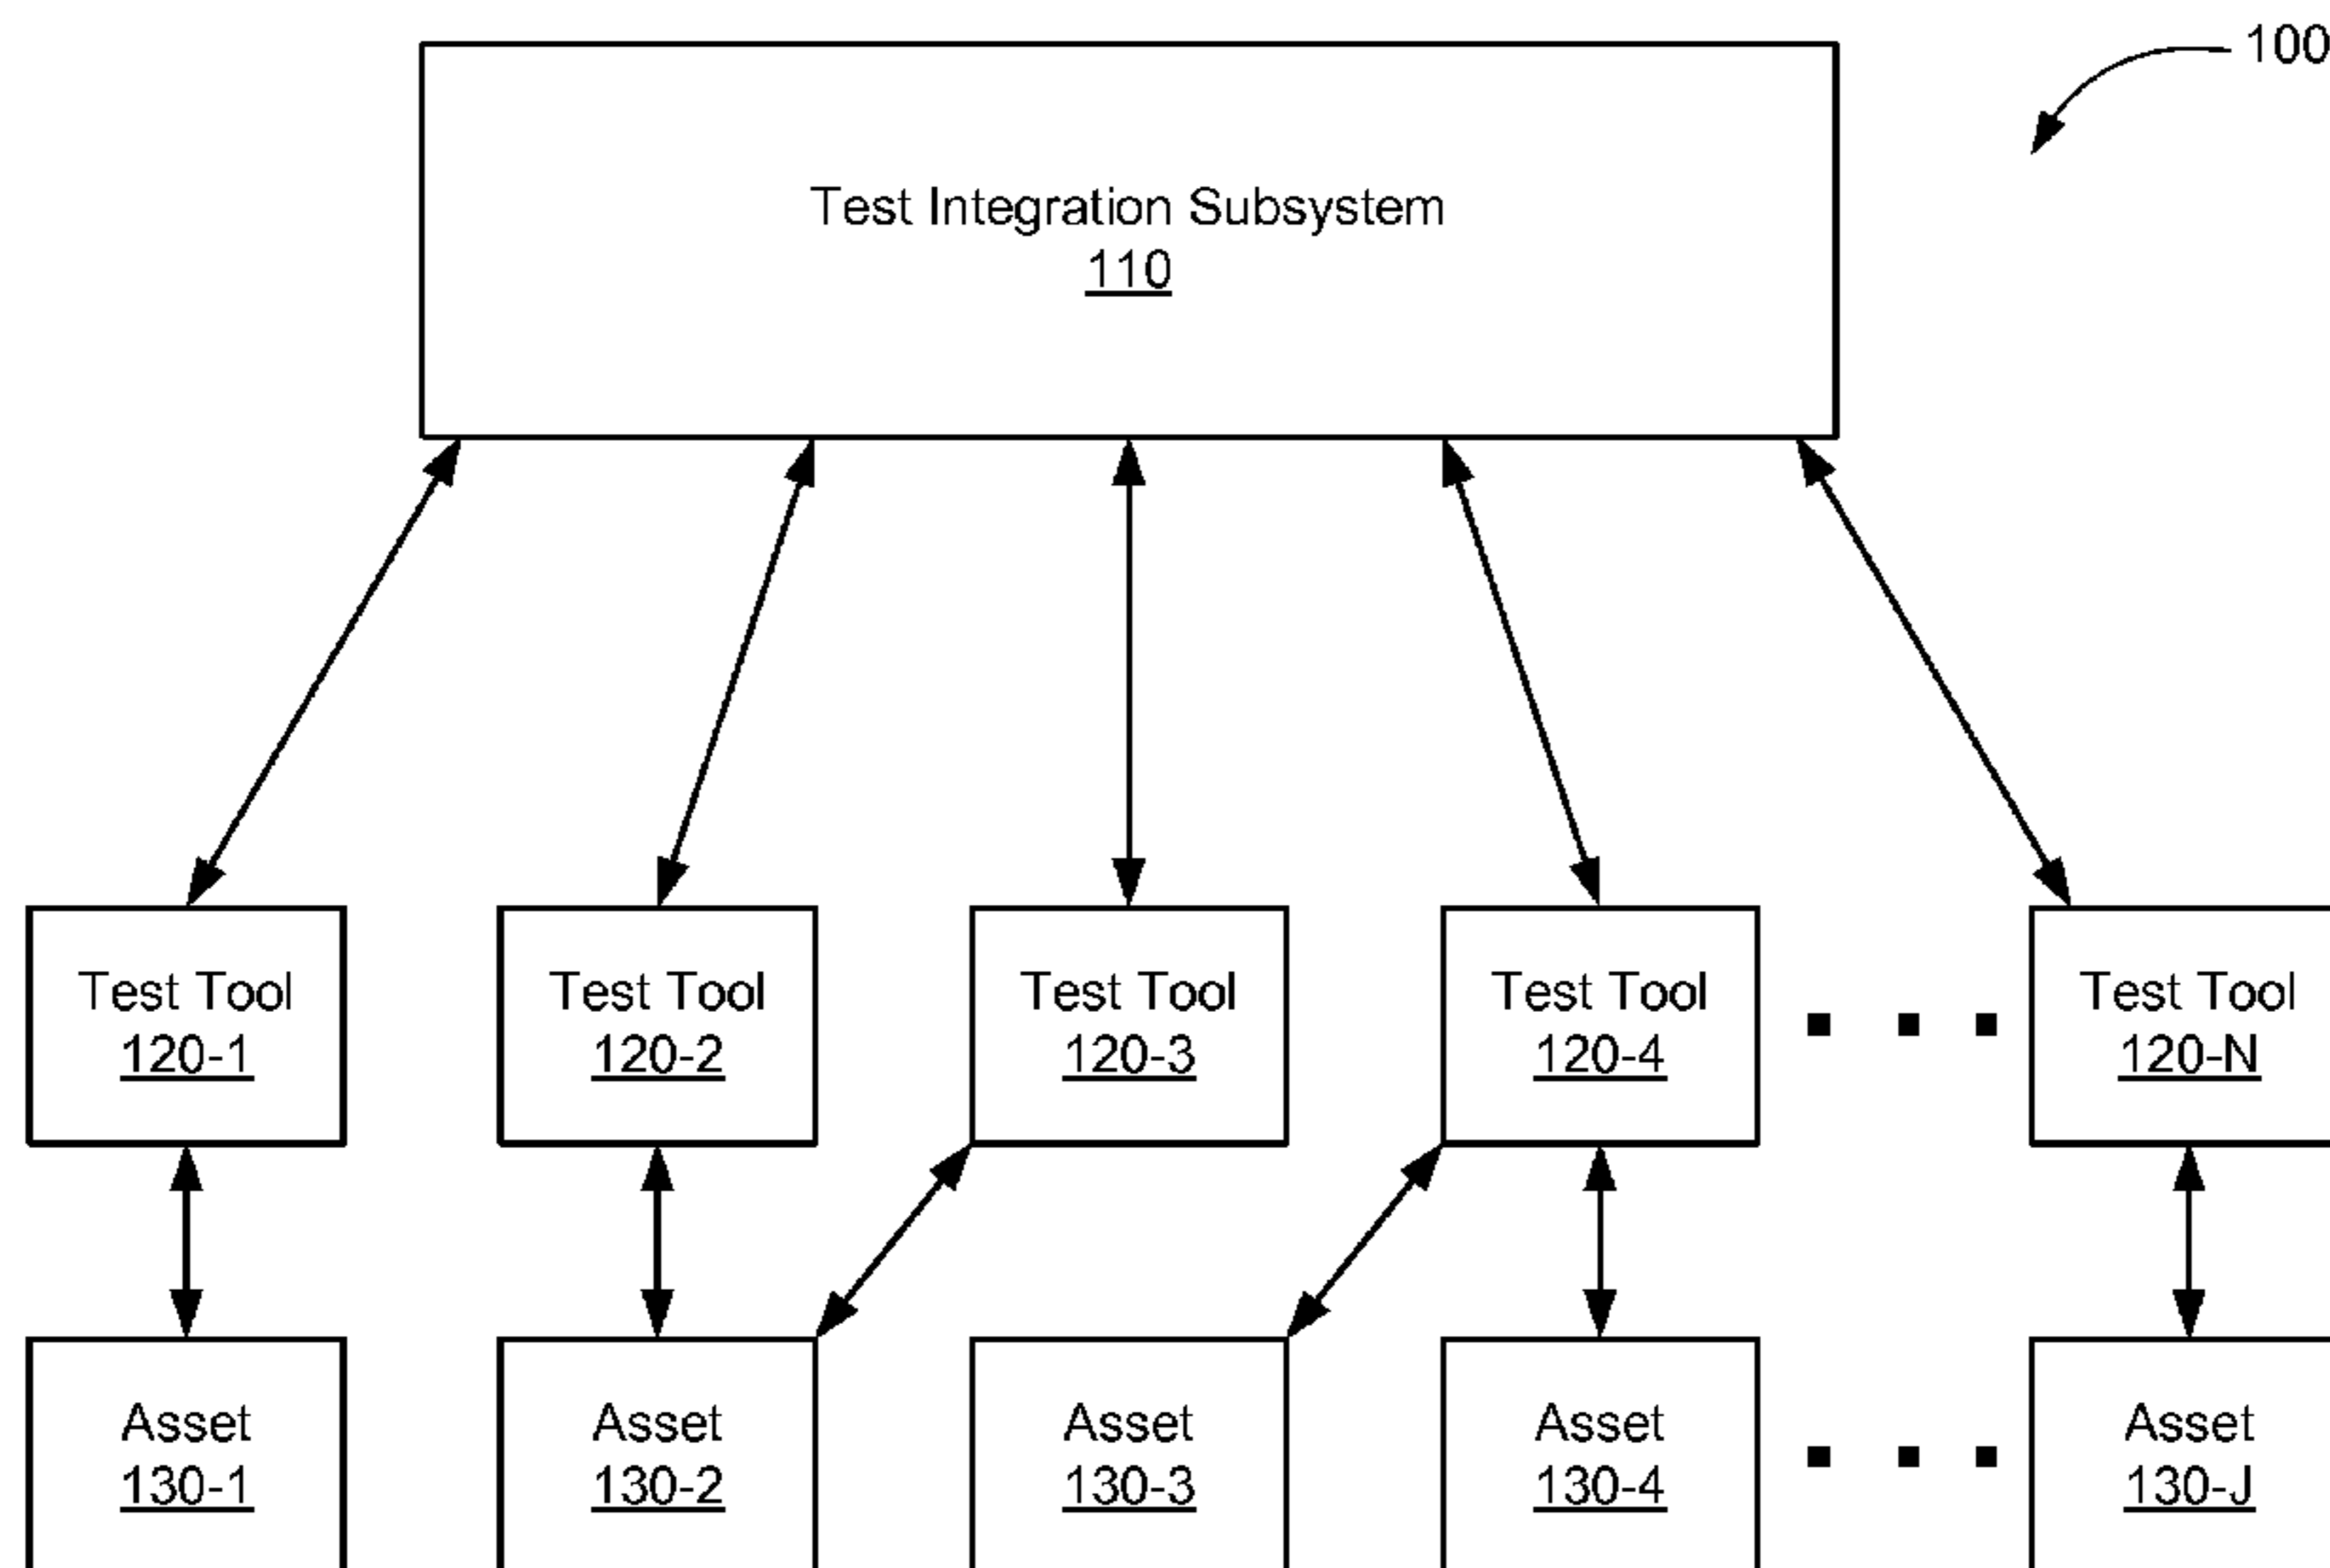 100
Test Integration Subsystem
110
Test Tool
120-1
Test Tool
120-2
Test Tool
120-3
Test Tool
120-4
Test Tool
120-N
Asset
130-1
Asset
130-2
Asset
130-3
Asset
130-4
Asset
130-J